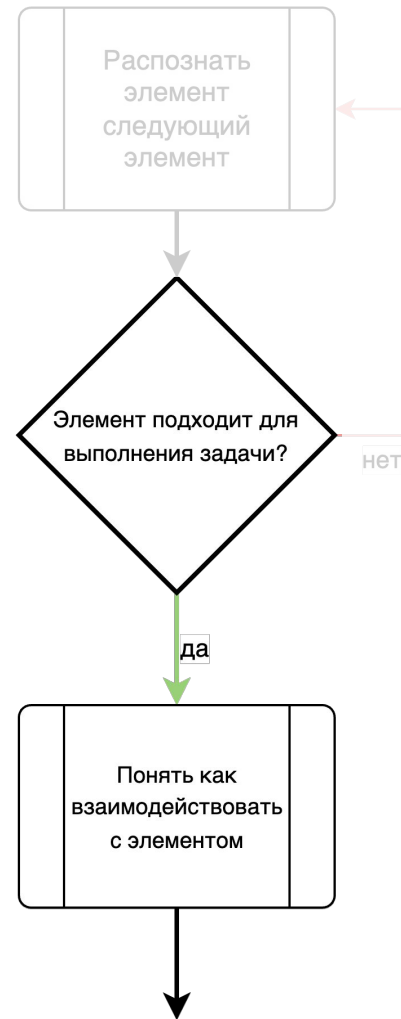 Распознать
элемент
следующий
элемент
Элемент подходит для
выполнения задачи?
нет
да
Понять как
взаимодействовать
с элементом